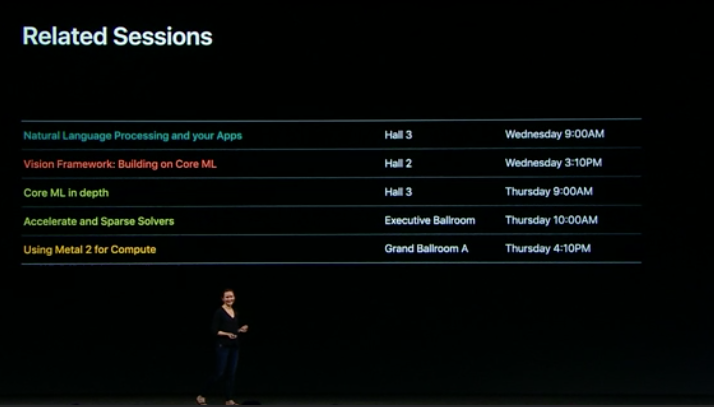 Related Sessions
Natural Language Processing and your Apps Hall 3 Wednesday 9:00AM
Vision Framework: Building on Core ML Hall 2 Wednesday 3:10PM
Core ML in depth Hall 3 Thursday 9:00AM
Accelerate and Sparse Solvers Executive Ballroom Thursday 10:00AM
Using Metal 2 for Compute Grand Ballroom A Thursday 4:10PM